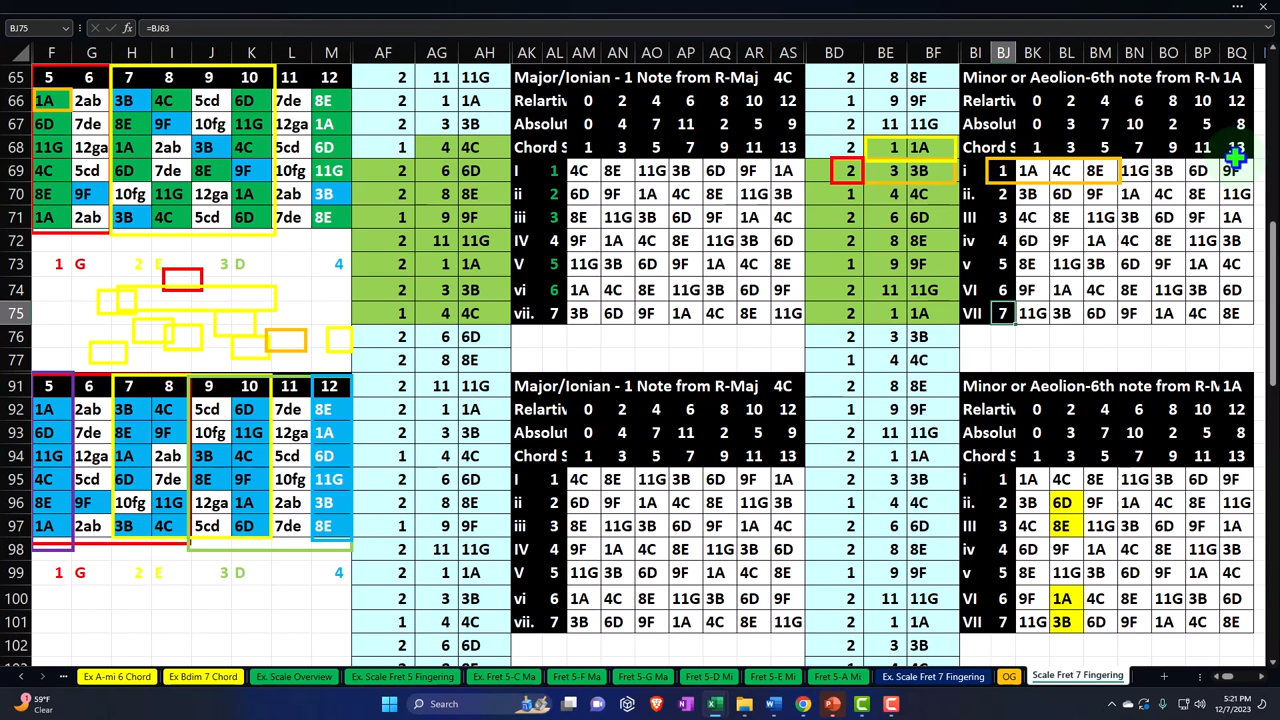 BJ75 =BJ63
F G H I J K L M AF AG AH AK AL AM AN AO AP AQ AR AS BD BE BF BI BJ BK BL BM BN BO BP BQ
65 5 6 7 8 9 10 11 12 2 11 11G Major/Ionian - 1 Note from R-Maj 4C 2 8 8E Minor or Aeolion-6th note from R-M 1A
66 1A 2ab 3B 4C 5cd 6D 7de 8E 2 1 1A Relartiv 0 2 4 6 8 10 12 1 9 9F Relartiv 0 2 4 6 8 10 12
67 6D 7de 8E 9F 10fg 11G 12ga 1A 2 3 3B Absolut 0 4 7 11 2 5 9 2 11 11G Absolut 0 3 7 10 2 5 8
68 11G 12ga 1A 2ab 3B 4C 5cd 6D 1 4 4C Chord S 1 3 5 7 9 11 13 2 1 1A Chord S 1 3 5 7 9 11 13
69 4C 5cd 6D 7de 8E 9F 10fg 11G 2 6 6D I 1 4C 8E 11G 3B 6D 9F 1A 2 3 3B i 1 1A 4C 8E 11G 3B 6D 9F
70 8E 9F 10fg 11G 12ga 1A 2ab 3B 2 8 8E ii 2 6D 9F 1A 4C 8E 11G 3B 1 4 4C ii. 2 3B 6D 9F 1A 4C 8E 11G
71 1A 2ab 3B 4C 5cd 6D 7de 8E 1 9 9F iii 3 8E 11G 3B 6D 9F 1A 4C 2 6 6D III 3 4C 8E 11G 3B 6D 9F 1A
72 2 11 11G IV 4 9F 1A 4C 8E 11G 3B 6D 2 8 8E iv 4 6D 9F 1A 4C 8E 11G 3B
73 1 G 2 E 3 D 4 2 1 1A V 5 11G 3B 6D 9F 1A 4C 8E 1 9 9F v 5 8E 11G 3B 6D 9F 1A 4C
74 2 3 3B vi 6 1A 4C 8E 11G 3B 6D 9F 2 11 11G VI 6 9F 1A 4C 8E 11G 3B 6D
75 1 4 4C vii. 7 3B 6D 9F 1A 4C 8E 11G 2 1 1A VII 7 11G 3B 6D 9F 1A 4C 8E
76 2 6 6D 2 3 3B
77 2 8 8E 1 4 4C
91 5 6 7 8 9 10 11 12 2 11 11G Major/Ionian - 1 Note from R-Maj 4C 2 8 8E Minor or Aeolion-6th note from R-M 1A
92 1A 2ab 3B 4C 5cd 6D 7de 8E 2 1 1A Relartiv 0 2 4 6 8 10 12 1 9 9F Relartiv 0 2 4 6 8 10 12
93 6D 7de 8E 9F 10fg 11G 12ga 1A 2 3 3B Absolut 0 4 7 11 2 5 9 2 11 11G Absolut 0 3 7 10 2 5 8
94 11G 12ga 1A 2ab 3B 4C 5cd 6D 1 4 4C Chord S 1 3 5 7 9 11 13 2 1 1A Chord S 1 3 5 7 9 11 13
95 4C 5cd 6D 7de 8E 9F 10fg 11G 2 6 6D I 1 4C 8E 11G 3B 6D 9F 1A 2 3 3B i 1 1A 4C 8E 11G 3B 6D 9F
96 8E 9F 10fg 11G 12ga 1A 2ab 3B 2 8 8E ii 2 6D 9F 1A 4C 8E 11G 3B 1 4 4C ii. 2 3B 6D 9F 1A 4C 8E 11G
97 1A 2ab 3B 4C 5cd 6D 7de 8E 1 9 9F iii 3 8E 11G 3B 6D 9F 1A 4C 2 6 6D III 3 4C 8E 11G 3B 6D 9F 1A
98 2 11 11G IV 4 9F 1A 4C 8E 11G 3B 6D 2 8 8E iv 4 6D 9F 1A 4C 8E 11G 3B
99 1 G 2 E 3 D 4 2 1 1A V 5 11G 3B 6D 9F 1A 4C 8E 1 9 9F v 5 8E 11G 3B 6D 9F 1A 4C
100 2 3 3B vi 6 1A 4C 8E 11G 3B 6D 9F 2 11 11G VI 6 9F 1A 4C 8E 11G 3B 6D
101 1 4 4C vii. 7 3B 6D 9F 1A 4C 8E 11G 2 1 1A VII 7 11G 3B 6D 9F 1A 4C 8E
102 2 6 6D 2 3 3B
Ex A-mi 6 Chord Ex Bdim 7 Chord Ex. Scale Overview Ex. Scale Fret 5 Fingering Ex. Fret 5-C Ma Fret 5-F Ma Fret 5-G Ma Fret 5-D Mi Fret 5-E Mi Fret 5-A Mi Ex. Scale Fret 7 Fingering OG Scale Fret 7 Fingering
59°F
Clear
Search
5:21 PM
12/7/2023